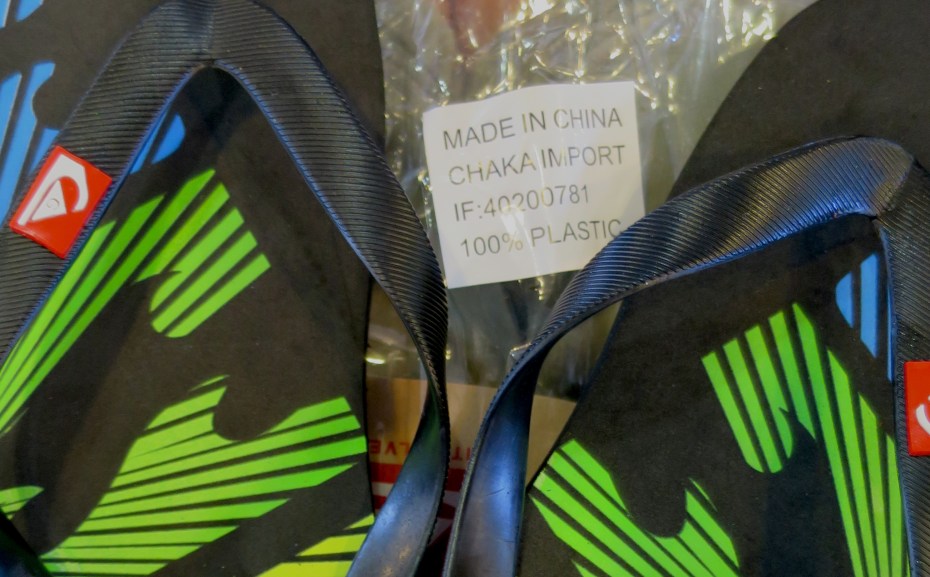 MADE IN CHINA
CHAKA IMPORT
IF:40200781
100% PLASTIC